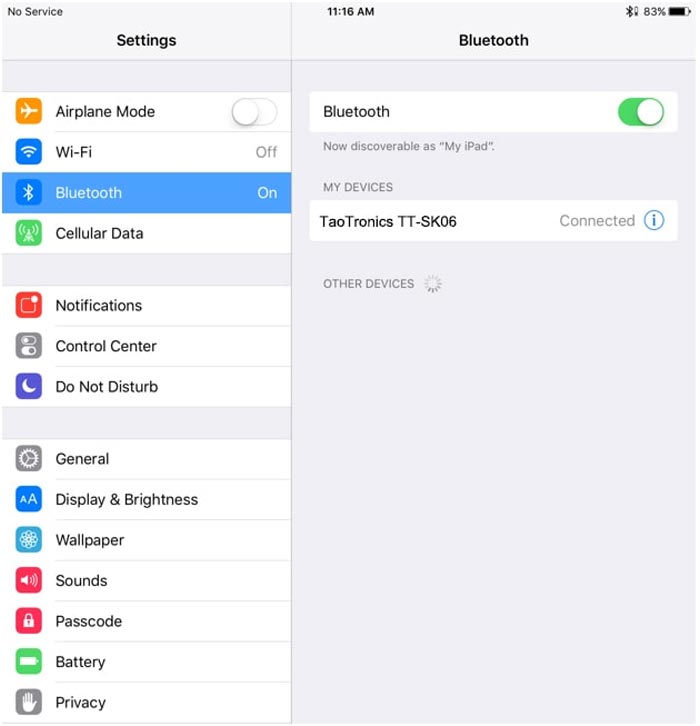 No Service
11:16 AM
83%
Settings
Bluetooth
Airplane Mode
Wi-Fi Off
Bluetooth On
Cellular Data
Notifications
Control Center
Do Not Disturb
General
AA Display & Brightness
Wallpaper
Sounds
Passcode
Battery
Privacy
Bluetooth
Now discoverable as “My iPad”.
MY DEVICES
TaoTronics TT-SK06 Connected i
OTHER DEVICES